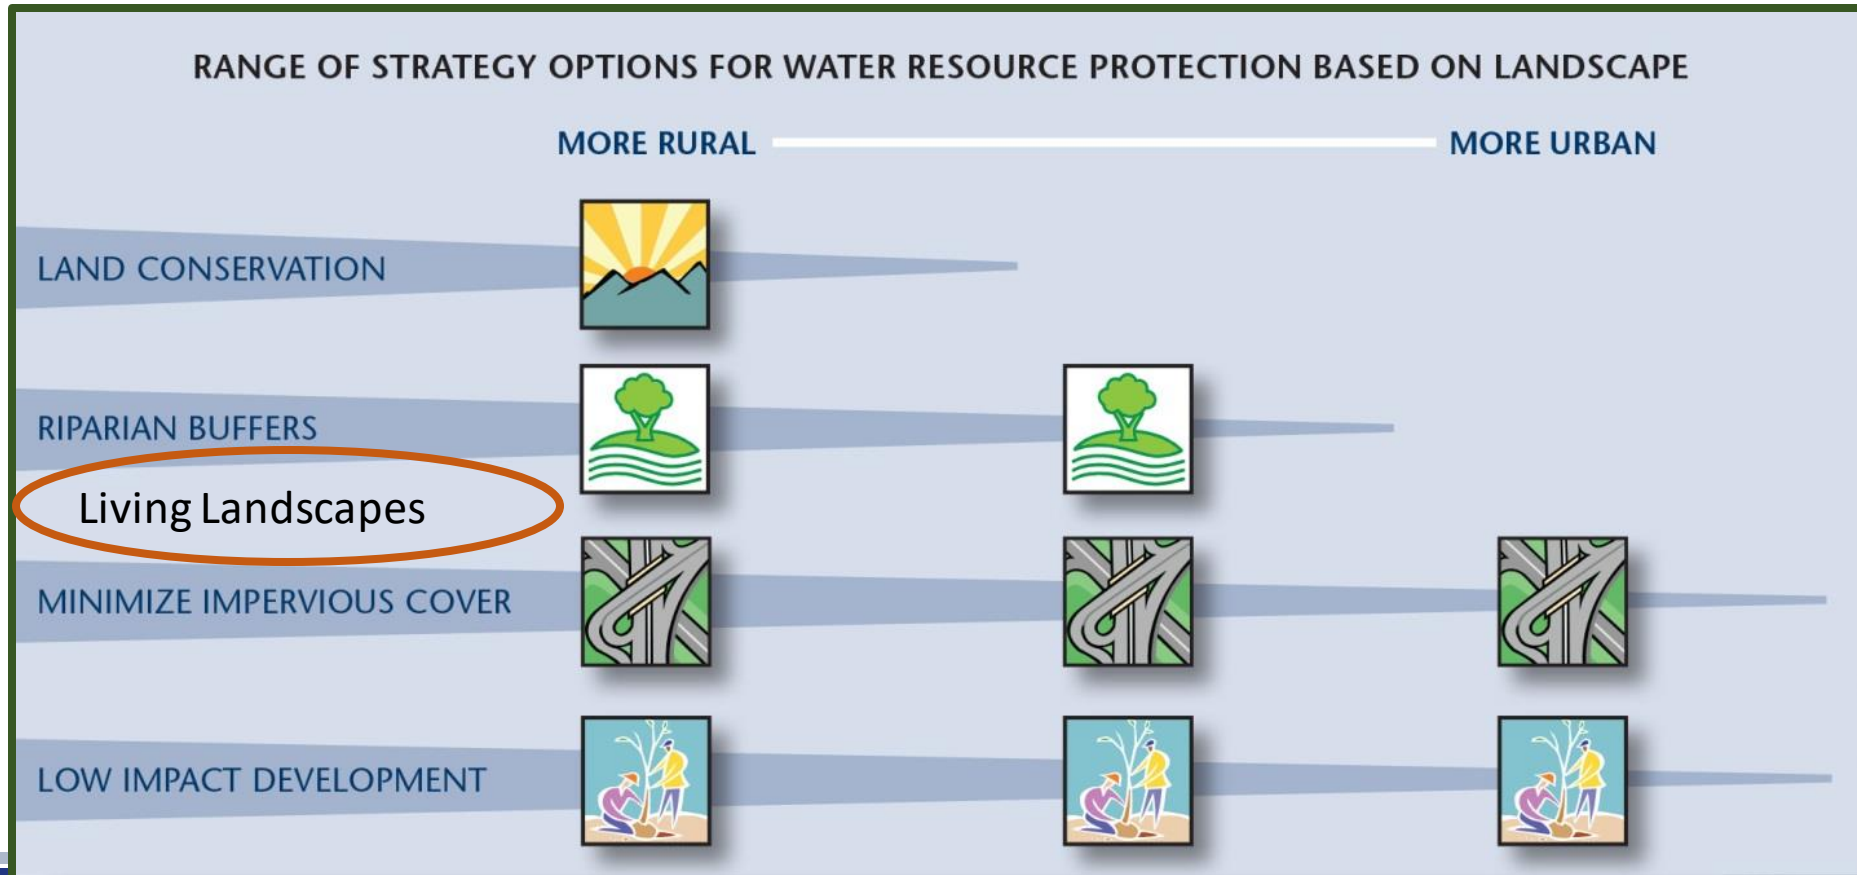 RANGE OF STRATEGY OPTIONS FOR WATER RESOURCE PROTECTION BASED ON LANDSCAPE
MORE RURAL MORE URBAN
LAND CONSERVATION
RIPARIAN BUFFERS
Living Landscapes
MINIMIZE IMPERVIOUS COVER
LOW IMPACT DEVELOPMENT